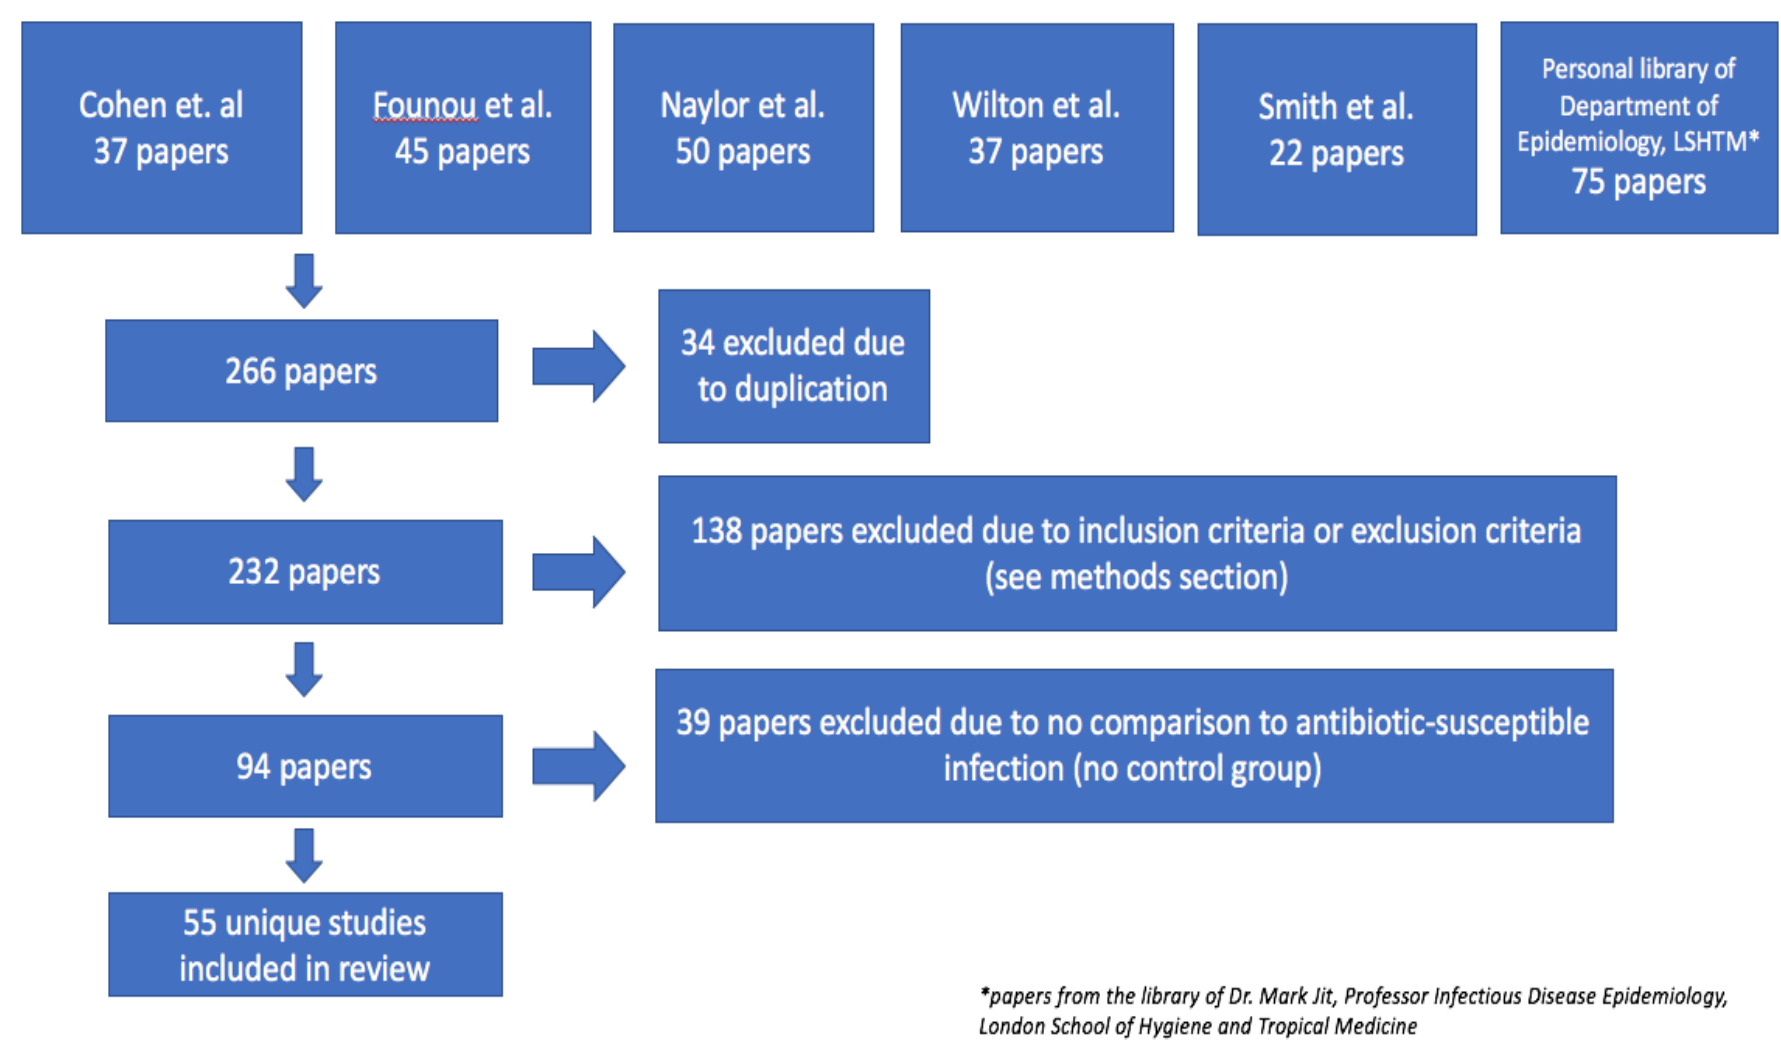 Cohen et. al
37 papers
Founou et al.
45 papers
Naylor et al.
50 papers
Wilton et al.
37 papers
Smith et al.
22 papers
Personal library of
Department of
Epidemiology, LSHTM*
75 papers
266 papers
34 excluded due
to duplication
232 papers
138 papers excluded due to inclusion criteria or exclusion criteria
(see methods section)
94 papers
39 papers excluded due to no comparison to antibiotic-susceptible
infection (no control group)
55 unique studies
included in review
*papers from the library of Dr. Mark Jit, Professor Infectious Disease Epidemiology,
London School of Hygiene and Tropical Medicine